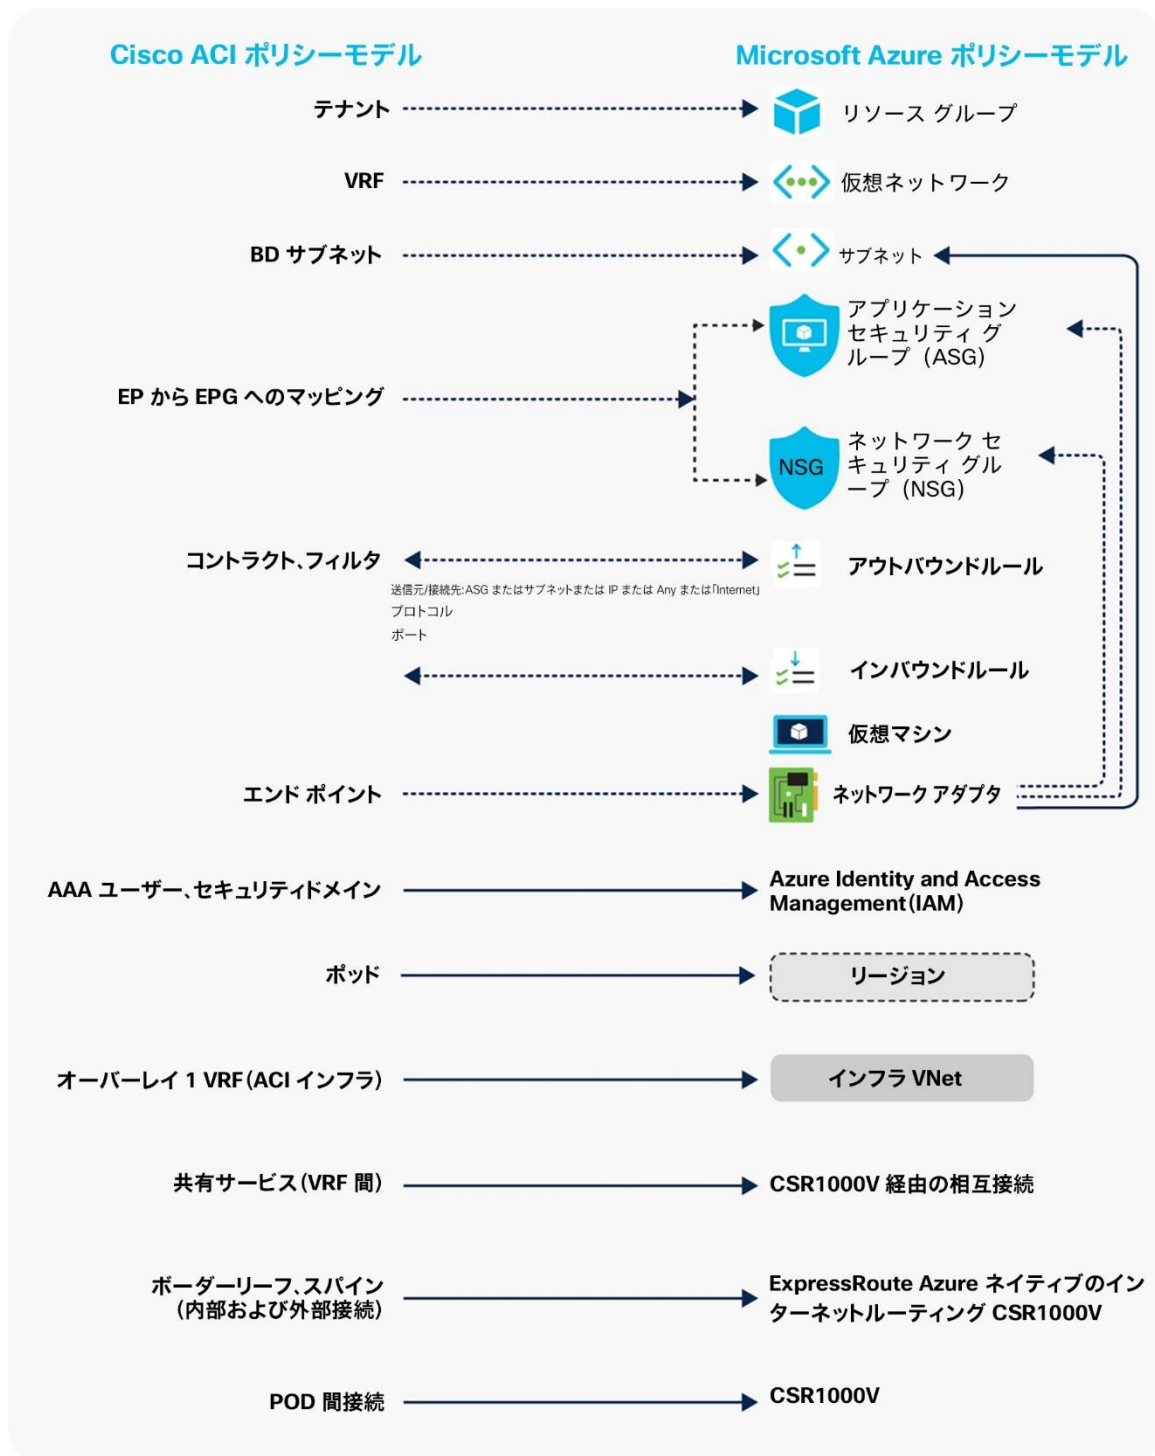 Cisco ACI ポリシーモデル
Microsoft Azure ポリシーモデル
テナント
リソース グループ
VRF
仮想ネットワーク
BD サブネット
サブネット
アプリケーション
セキュリティ グ
ループ (ASG)
EP から EPG へのマッピング
ネットワーク セ
キュリティ グル
ープ (NSG)
NSG
コントラクト、フィルタ
アウトバウンドルール
送信元/接続先:ASG またはサブネットまたは IP または Any または「Internet」
プロトコル
ポート
インバウンドルール
仮想マシン
エンド ポイント
ネットワーク アダプタ
AAA ユーザー、セキュリティドメイン
Azure Identity and Access
Management(IAM)
ポッド
リージョン
オーバーレイ 1 VRF(ACI インフラ)
インフラ VNet
共有サービス(VRF 間)
CSR1000V 経由の相互接続
ボーダーリーフ、スパイン
(内部および外部接続)
ExpressRoute Azure ネイティブのイン
ターネットルーティング CSR1000V
POD 間接続
CSR1000V